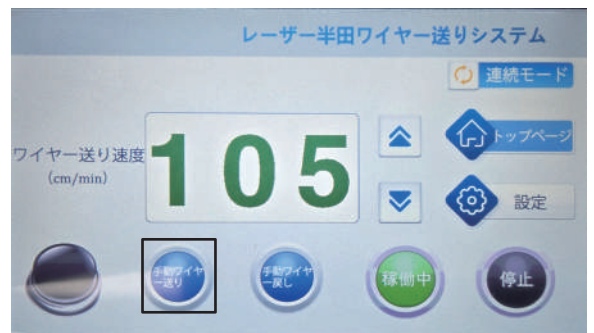 レーザー半田ワイヤー送りシステム
連続モード
ワイヤー送り速度
(cm/min)
105
トップページ
設定
手動ワイヤ
ー送り
手動ワイヤ
ー戻し
稼働中
停止